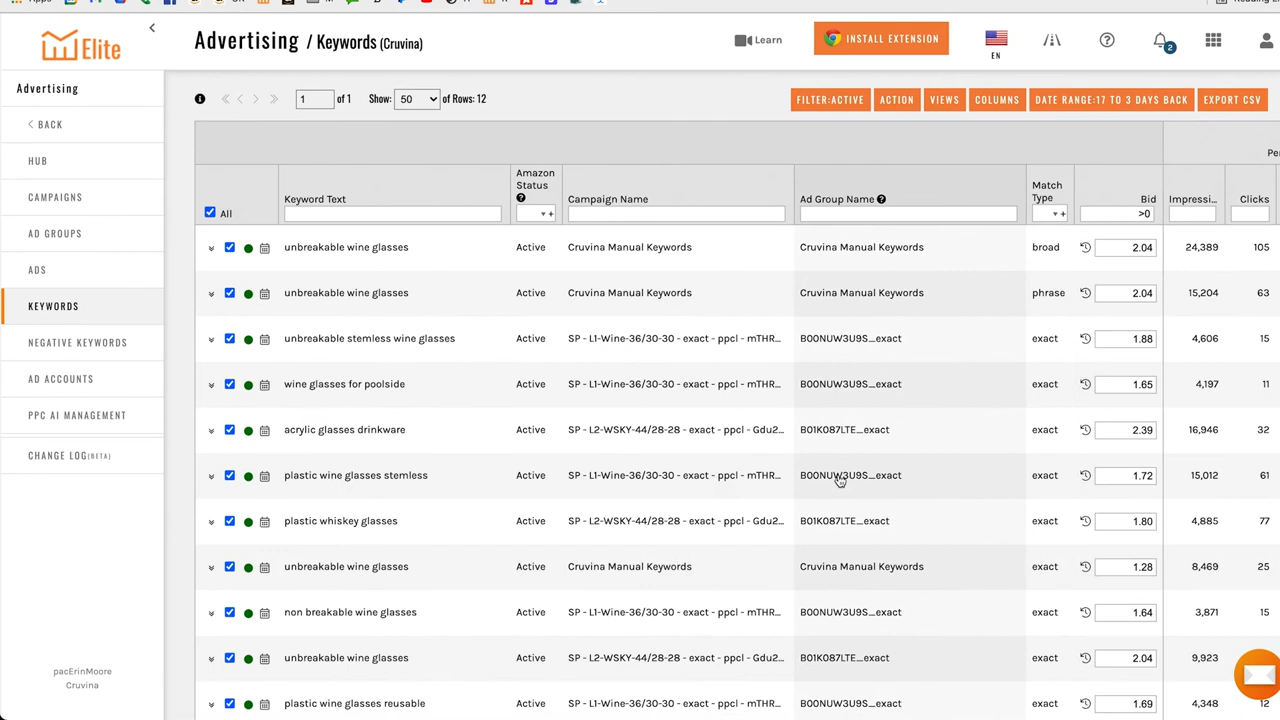 Apps
Elite
Advertising / Keywords (Cruvina)
Learn
INSTALL EXTENSION
EN
2
Advertising
BACK
HUB
CAMPAIGNS
AD GROUPS
ADS
KEYWORDS
NEGATIVE KEYWORDS
AD ACCOUNTS
PPC AI MANAGEMENT
CHANGE LOG(BETA)
pacErinMoore
Cruvina
1 of 1 Show: 50 of Rows: 12
FILTER:ACTIVE ACTION VIEWS COLUMNS DATE RANGE:17 TO 3 DAYS BACK EXPORT CSV
All Keyword Text Amazon Status Campaign Name Ad Group Name Match Type Bid Impressi... Clicks
>0
unbreakable wine glasses Active Cruvina Manual Keywords Cruvina Manual Keywords broad 2.04 24,389 105
unbreakable wine glasses Active Cruvina Manual Keywords Cruvina Manual Keywords phrase 2.04 15,204 63
unbreakable stemless wine glasses Active SP - L1-Wine-36/30-30 - exact - ppcl - mTHR... B00NUW3U9S_exact exact 1.88 4,606 15
wine glasses for poolside Active SP - L1-Wine-36/30-30 - exact - ppcl - mTHR... B00NUW3U9S_exact exact 1.65 4,197 11
acrylic glasses drinkware Active SP - L2-WSKY-44/28-28 - exact - ppcl - Gdu2... B01K087LTE_exact exact 2.39 16,946 32
plastic wine glasses stemless Active SP - L1-Wine-36/30-30 - exact - ppcl - mTHR... B00NUW3U9S_exact exact 1.72 15,012 61
plastic whiskey glasses Active SP - L2-WSKY-44/28-28 - exact - ppcl - Gdu2... B01K087LTE_exact exact 1.80 4,885 77
unbreakable wine glasses Active Cruvina Manual Keywords Cruvina Manual Keywords exact 1.28 8,469 25
non breakable wine glasses Active SP - L1-Wine-36/30-30 - exact - ppcl - mTHR... B00NUW3U9S_exact exact 1.64 3,871 15
unbreakable wine glasses Active SP - L2-WSKY-44/28-28 - exact - ppcl - Gdu2... B01K087LTE_exact exact 2.04 9,923
plastic wine glasses reusable Active SP - L1-Wine-36/30-30 - exact - ppcl - mTHR... B00NUW3U9S_exact exact 1.69 4,348 12